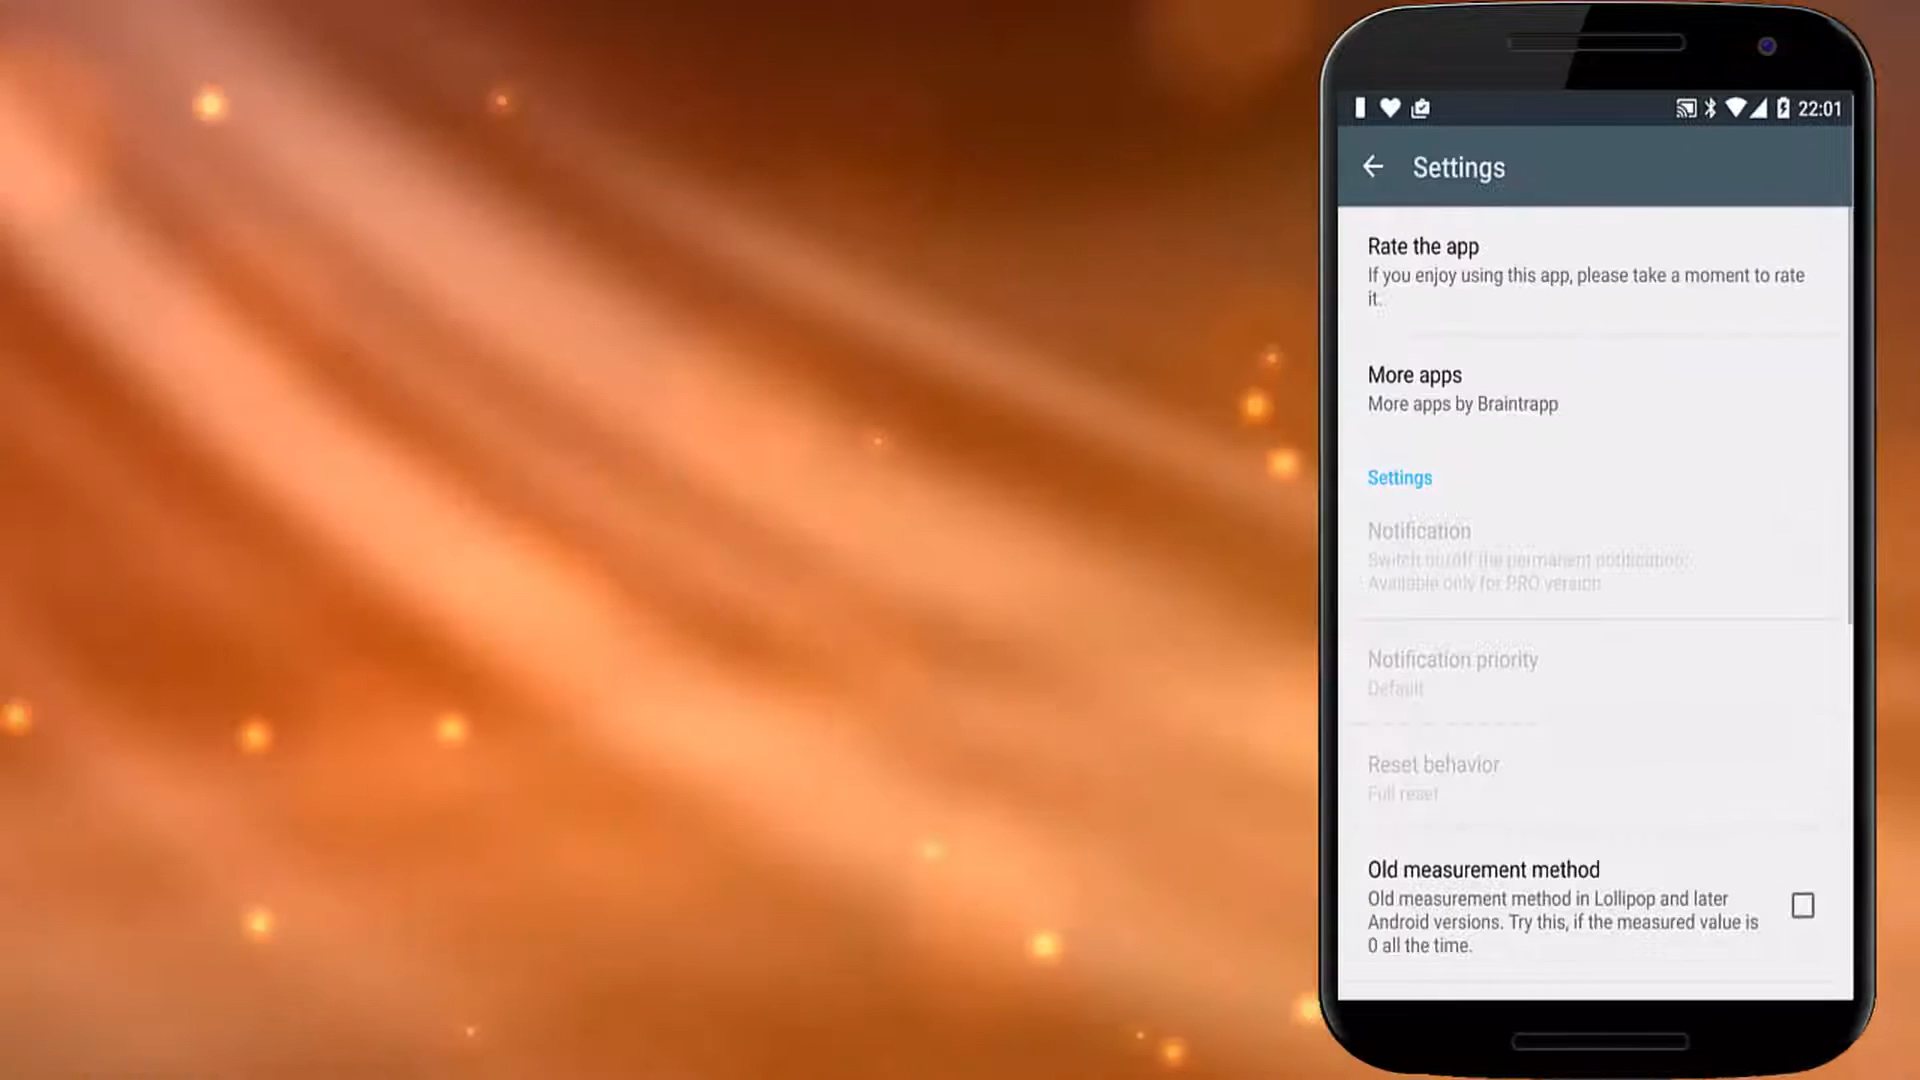 22:01
Settings
Rate the app
If you enjoy using this app, please take a moment to rate
it.
More apps
More apps by Braintrapp
Settings
Notification
Switch on/off the permanent notification.
Available only for PRO version
Notification priority
Default
Reset behavior
Full reset
Old measurement method
Old measurement method in Lollipop and later
Android versions. Try this, if the measured value is
0 all the time.